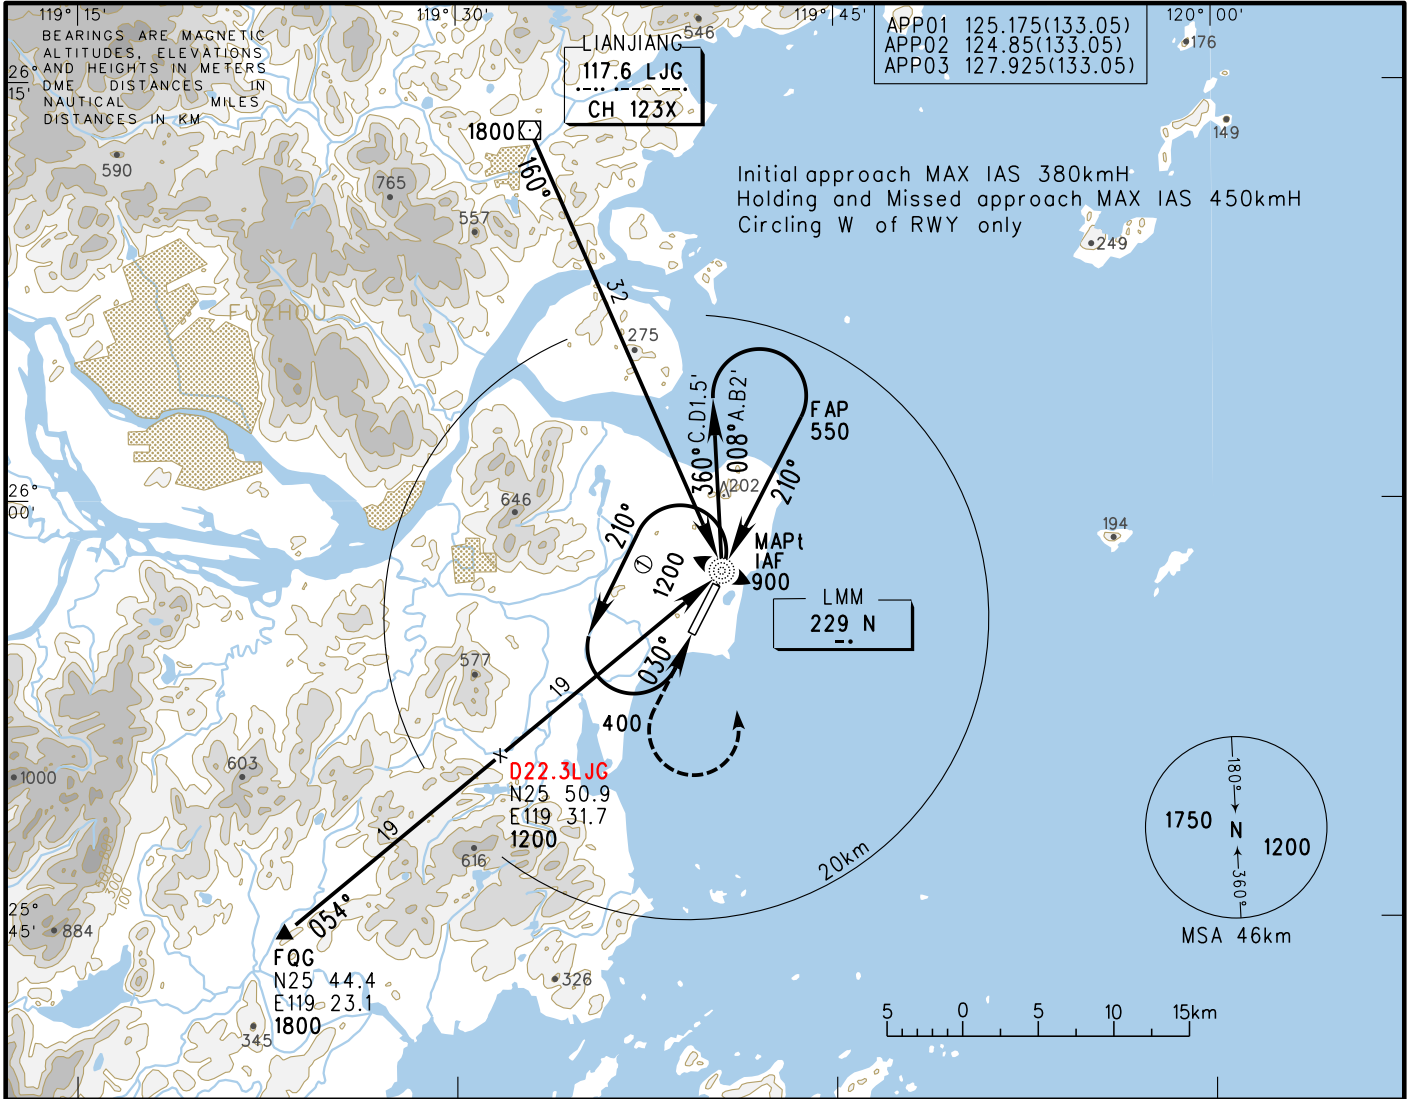 119° 15'
119° 30'
119° 45'
120° 00'
BEARINGS ARE MAGNETIC
ALTITUDES, ELEVATIONS
AND HEIGHTS IN METERS
DME DISTANCES IN
NAUTICAL MILES
DISTANCES IN KM
26°
15'
LIANJIANG
117.6 LJG
CH 123X
546
APP01 125.175(133.05)
APP02 124.85(133.05)
APP03 127.925(133.05)
176
149
1800
160°
590
765
557
Initial approach MAX IAS 380kmH
Holding and Missed approach MAX IAS 450kmH
Circling W of RWY only
249
32
FUZHOU
275
360°C.D1.5'
008°A.B2'
FAP
550
210°
202
26°
00'
646
210°
1
1200
MAPt
IAF
900
194
LMM
229 N
030°
577
19
400
603
1000
D22.3LJG
N25 50.9
E119 31.7
1200
616
19
20km
180°
1750
N
1200
360°
MSA 46km
25°
45'
884
054°
FQG
N25 44.4
E119 23.1
1800
345
326
5 0 5 10 15km